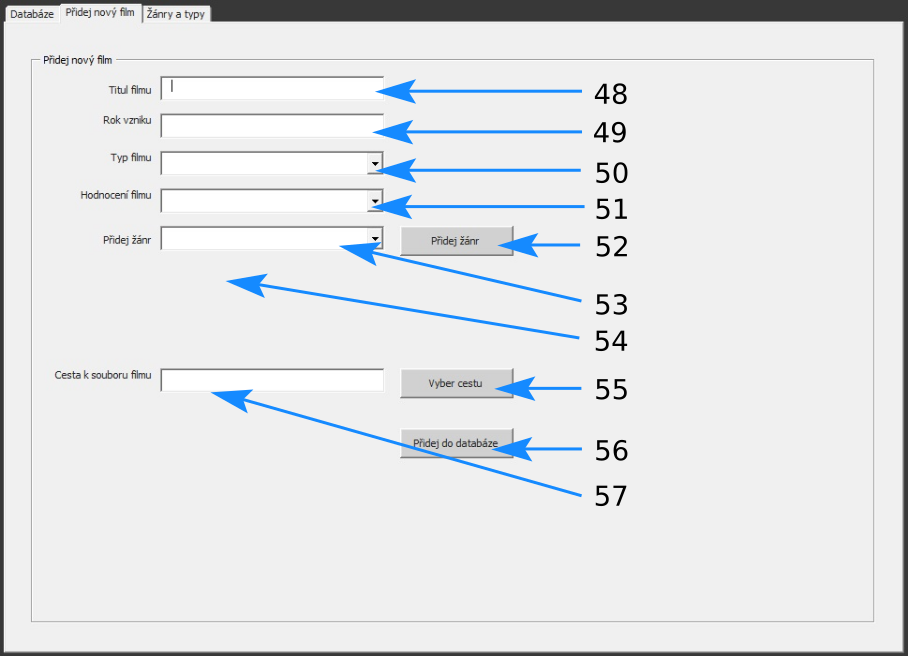 Databáze Přidej nový film Žánry a typy
Přidej nový film
Titul filmu 48
Rok vzniku 49
Typ filmu 50
Hodnocení filmu 51
Přidej žánr Přidej žánr 52
53
54
Cesta k souboru filmu Vyber cestu 55
Přidej do databáze 56
57